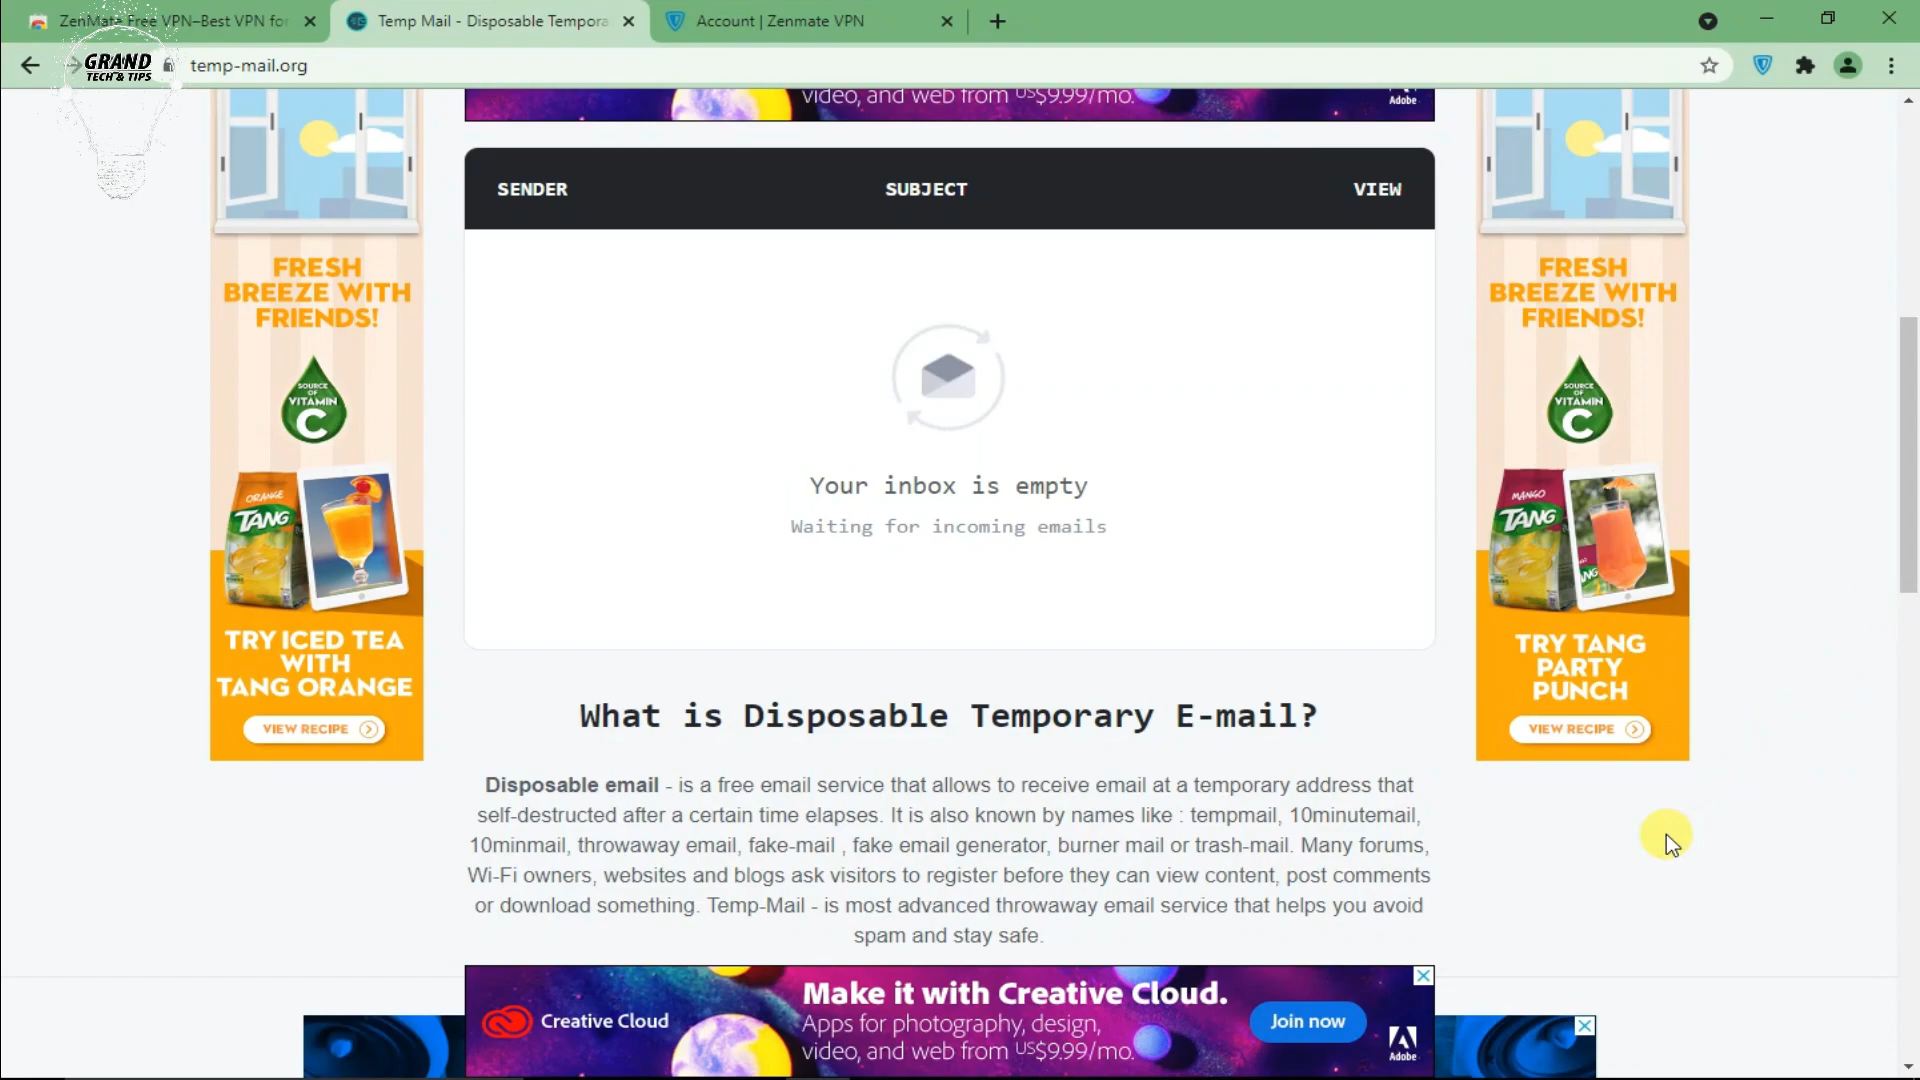 ZenMate Free VPN–Best VPN for
Temp Mail - Disposable Tempora
Account | Zenmate VPN
GRAND
TECH & TIPS
temp-mail.org
video, and web from US$9.99/mo.
Adobe
SENDER
SUBJECT
VIEW
FRESH
BREEZE WITH
FRIENDS!
SOURCE
OF
VITAMIN
C
ORANGE
TANG
TRY ICED TEA
WITH
TANG ORANGE
VIEW RECIPE
Your inbox is empty
Waiting for incoming emails
FRESH
BREEZE WITH
FRIENDS!
SOURCE
OF
VITAMIN
C
MANGO
TANG
TRY TANG
PARTY
PUNCH
VIEW RECIPE
What is Disposable Temporary E-mail?
Disposable email - is a free email service that allows to receive email at a temporary address that
self-destructed after a certain time elapses. It is also known by names like : tempmail, 10minutemail,
10minmail, throwaway email, fake-mail , fake email generator, burner mail or trash-mail. Many forums,
Wi-Fi owners, websites and blogs ask visitors to register before they can view content, post comments
or download something. Temp-Mail - is most advanced throwaway email service that helps you avoid
spam and stay safe.
Creative Cloud
Make it with Creative Cloud.
Apps for photography, design,
video, and web from US$9.99/mo.
Join now
Adobe